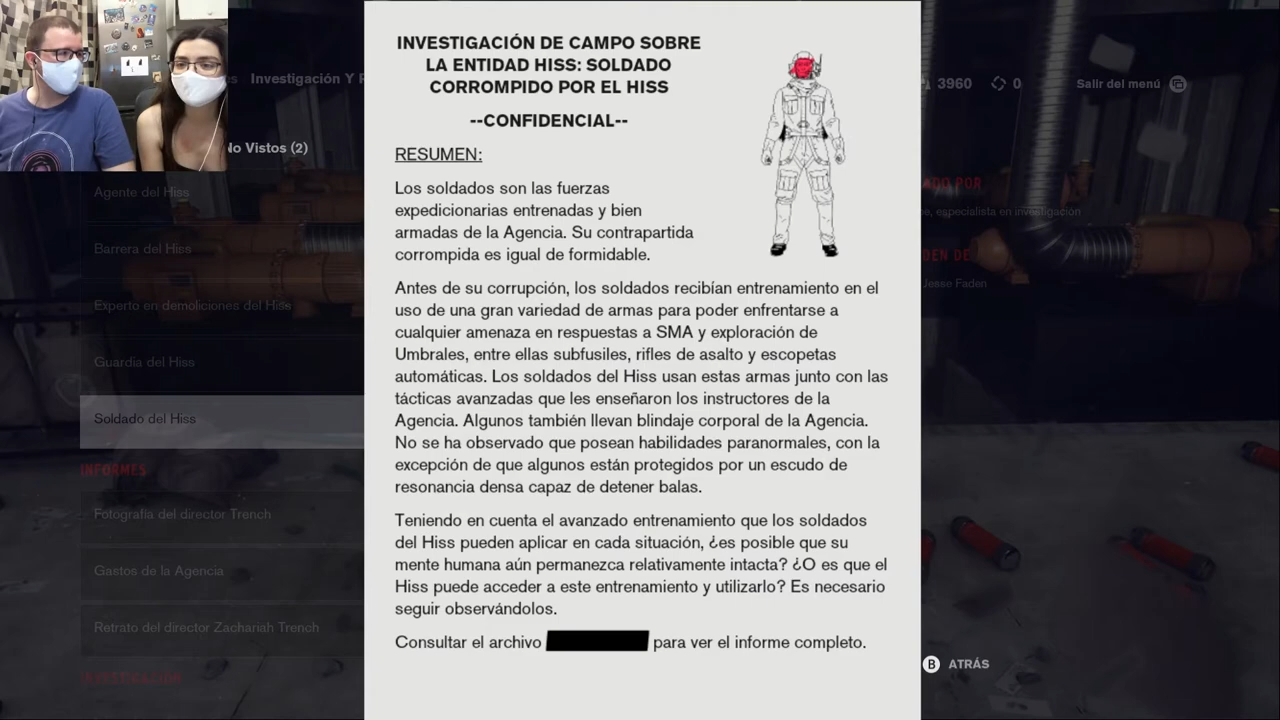 INVESTIGACIÓN DE CAMPO SOBRE
LA ENTIDAD HISS: SOLDADO
CORROMPIDO POR EL HISS
--CONFIDENCIAL--
RESUMEN:
Los soldados son las fuerzas
expedicionarias entrenadas y bien
armadas de la Agencia. Su contrapartida
corrompida es igual de formidable.
Antes de su corrupción, los soldados recibían entrenamiento en el
uso de una gran variedad de armas para poder enfrentarse a
cualquier amenaza en respuestas a SMA y exploración de
Umbrales, entre ellas subfusiles, rifles de asalto y escopetas
automáticas. Los soldados del Hiss usan estas armas junto con las
tácticas avanzadas que les enseñaron los instructores de la
Agencia. Algunos también llevan blindaje corporal de la Agencia.
No se ha observado que posean habilidades paranormales, con la
excepción de que algunos están protegidos por un escudo de
resonancia densa capaz de detener balas.
Teniendo en cuenta el avanzado entrenamiento que los soldados
del Hiss pueden aplicar en cada situación, ¿es posible que su
mente humana aún permanezca relativamente intacta? ¿O es que el
Hiss puede acceder a este entrenamiento y utilizarlo? Es necesario
seguir observándolos.
Consultar el archivo para ver el informe completo.
Investigación Y
No Vistos (2)
Agente del Hiss
Barrera del Hiss
Experto en demoliciones del Hiss
Guardia del Hiss
Soldado del Hiss
INFORMES
Fotografía del director Trench
Gastos de la Agencia
Retrato del director Zachariah Trench
INVESTIGACIÓN
3960
0
Salir del menú
POR
especialista en investigación
DE
Jesse Faden
B ATRÁS